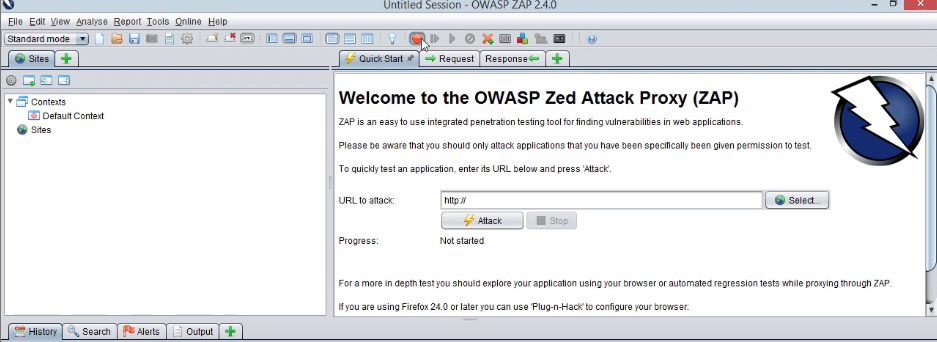 Untitled Session - OWASP ZAP 2.4.0
File Edit View Analyse Report Tools Online Help
Standard mode
Sites
Quick Start Request Response
Contexts
Default Context
Sites
Welcome to the OWASP Zed Attack Proxy (ZAP)
ZAP is an easy to use integrated penetration testing tool for finding vulnerabilities in web applications.
Please be aware that you should only attack applications that you have been specifically been given permission to test.
To quickly test an application, enter its URL below and press 'Attack'.
URL to attack: http:// Select...
Attack Stop
Progress: Not started
For a more in depth test you should explore your application using your browser or automated regression tests while proxying through ZAP.
If you are using Firefox 24.0 or later you can use 'Plug-n-Hack' to configure your browser:
History Search Alerts Output